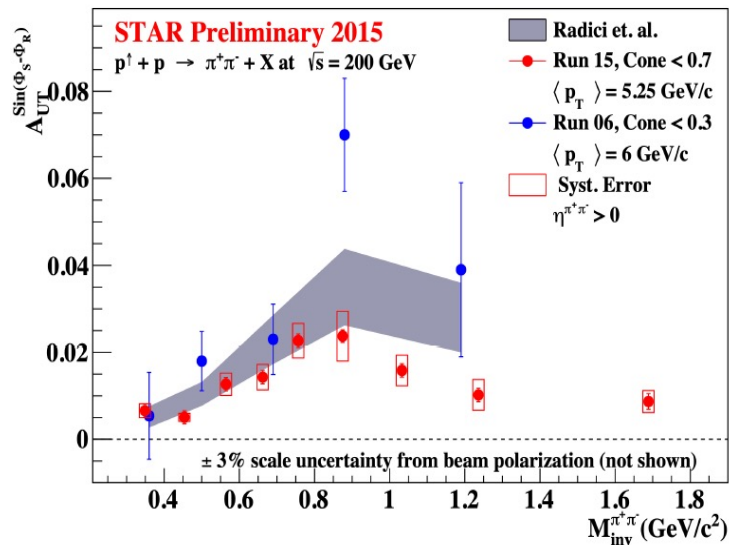 STAR Preliminary 2015
p↑ + p → π⁺π⁻ + X at √s = 200 GeV
Radici et. al.
Run 15, Cone < 0.7
⟨ p_T ⟩ = 5.25 GeV/c
Run 06, Cone < 0.3
⟨ p_T ⟩ = 6 GeV/c
Syst. Error
η^π⁺π⁻ > 0
A_UT^Sin(Φ_S-Φ_R)
0.08
0.06
0.04
0.02
0
± 3% scale uncertainty from beam polarization (not shown)
0.4 0.6 0.8 1 1.2 1.4 1.6 1.8
M_inv^π⁺π⁻ (GeV/c²)